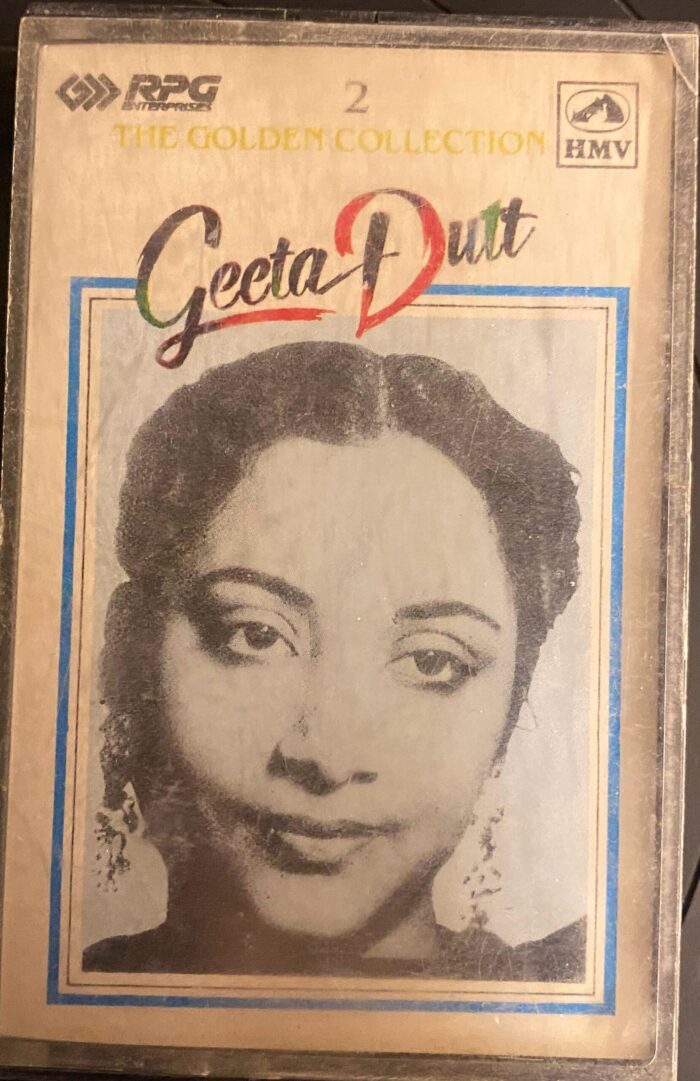 RPG
ENTERPRISES
2
THE GOLDEN COLLECTION
HMV
Geeta Dutt